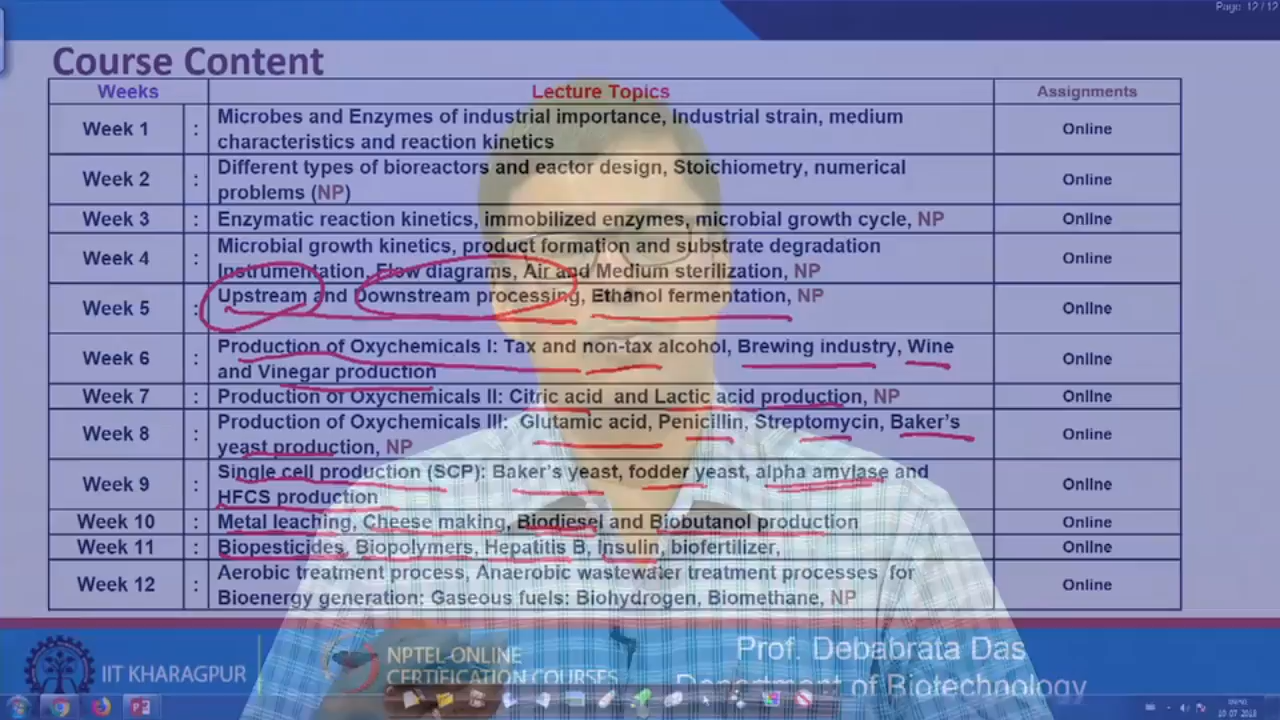 Page: 12/12
Course Content
Weeks Lecture Topics Assignments
Week 1 : Microbes and Enzymes of industrial importance, Industrial strain, medium
characteristics and reaction kinetics Online
Week 2 : Different types of bioreactors and eactor design, Stoichiometry, numerical
problems (NP) Online
Week 3 : Enzymatic reaction kinetics, immobilized enzymes, microbial growth cycle, NP Online
Week 4 : Microbial growth kinetics, product formation and substrate degradation
Instrumentation, Flow diagrams, Air and Medium sterilization, NP Online
Week 5 : Upstream and Downstream processing, Ethanol fermentation, NP Online
Week 6 : Production of Oxychemicals I: Tax and non-tax alcohol, Brewing industry, Wine
and Vinegar production Online
Week 7 : Production of Oxychemicals II: Citric acid and Lactic acid production, NP Online
Week 8 : Production of Oxychemicals III: Glutamic acid, Penicillin, Streptomycin, Baker's
yeast production, NP Online
Week 9 : Single cell production (SCP): Baker's yeast, fodder yeast, alpha amylase and
HFCS production Online
Week 10 : Metal leaching, Cheese making, Biodiesel and Biobutanol production Online
Week 11 : Biopesticides, Biopolymers, Hepatitis B, Insulin, biofertilizer, Online
Week 12 : Aerobic treatment process, Anaerobic wastewater treatment processes for
Bioenergy generation: Gaseous fuels: Biohydrogen, Biomethane, NP Online
IIT KHARAGPUR
NPTEL ONLINE
CERTIFICATION COURSES
Prof. Debabrata Das
Department of Biotechnology